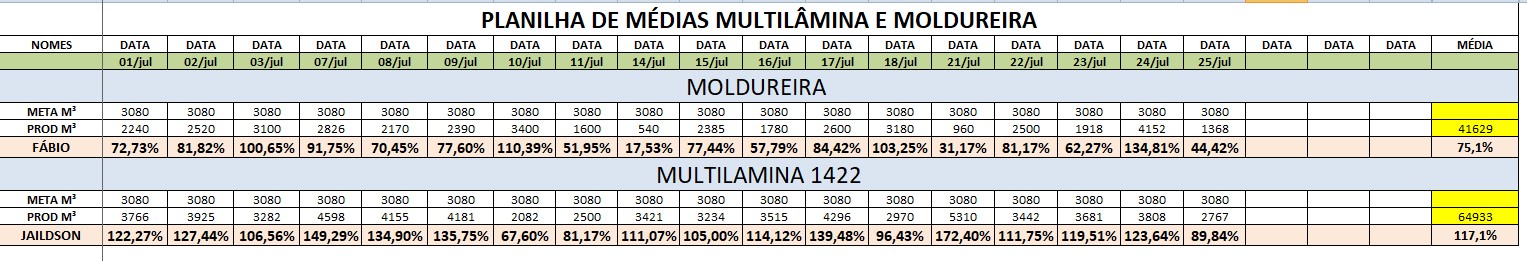 PLANILHA DE MÉDIAS MULTILÂMINA E MOLDUREIRA
NOMES DATA DATA DATA DATA DATA DATA DATA DATA DATA DATA DATA DATA DATA DATA DATA DATA DATA DATA DATA DATA DATA MÉDIA
01/jul 02/jul 03/jul 07/jul 08/jul 09/jul 10/jul 11/jul 14/jul 15/jul 16/jul 17/jul 18/jul 21/jul 22/jul 23/jul 24/jul 25/jul
MOLDUREIRA
META M³ 3080 3080 3080 3080 3080 3080 3080 3080 3080 3080 3080 3080 3080 3080 3080 3080 3080 3080
PROD M³ 2240 2520 3100 2826 2170 2390 3400 1600 540 2385 1780 2600 3180 960 2500 1918 4152 1368 41629
FÁBIO 72,73% 81,82% 100,65% 91,75% 70,45% 77,60% 110,39% 51,95% 17,53% 77,44% 57,79% 84,42% 103,25% 31,17% 81,17% 62,27% 134,81% 44,42% 75,1%
MULTILAMINA 1422
META M³ 3080 3080 3080 3080 3080 3080 3080 3080 3080 3080 3080 3080 3080 3080 3080 3080 3080 3080
PROD M³ 3766 3925 3282 4598 4155 4181 2082 2500 3421 3234 3515 4296 2970 5310 3442 3681 3808 2767 64933
JAILDSON 122,27% 127,44% 106,56% 149,29% 134,90% 135,75% 67,60% 81,17% 111,07% 105,00% 114,12% 139,48% 96,43% 172,40% 111,75% 119,51% 123,64% 89,84% 117,1%